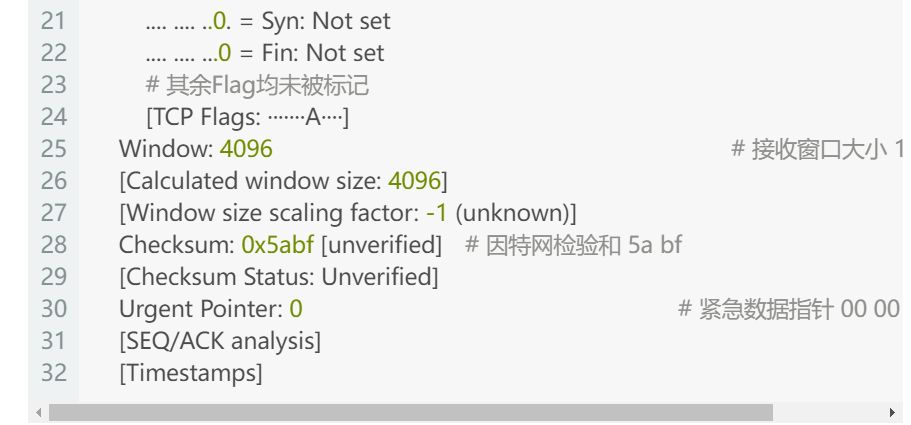 21 .... .... ..0. = Syn: Not set
22 .... .... ...0 = Fin: Not set
23 # 其余Flag均未被标记
24 [TCP Flags: ·······A····]
25 Window: 4096 # 接收窗口大小 1
26 [Calculated window size: 4096]
27 [Window size scaling factor: -1 (unknown)]
28 Checksum: 0x5abf [unverified] # 因特网检验和 5a bf
29 [Checksum Status: Unverified]
30 Urgent Pointer: 0 # 紧急数据指针 00 00
31 [SEQ/ACK analysis]
32 [Timestamps]